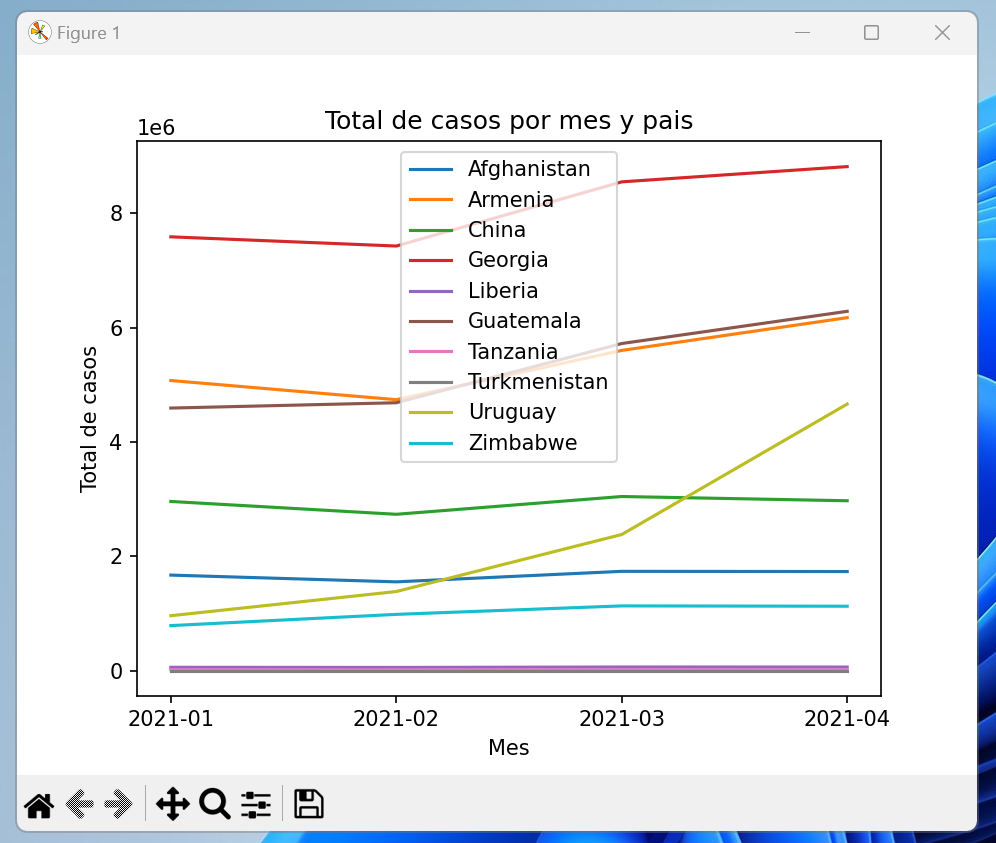 Figure 1
Total de casos por mes y pais
1e6
Afghanistan
Armenia
China
Georgia
Liberia
Guatemala
Tanzania
Turkmenistan
Uruguay
Zimbabwe
8
6
4
2
0
Total de casos
2021-01 2021-02 2021-03 2021-04
Mes